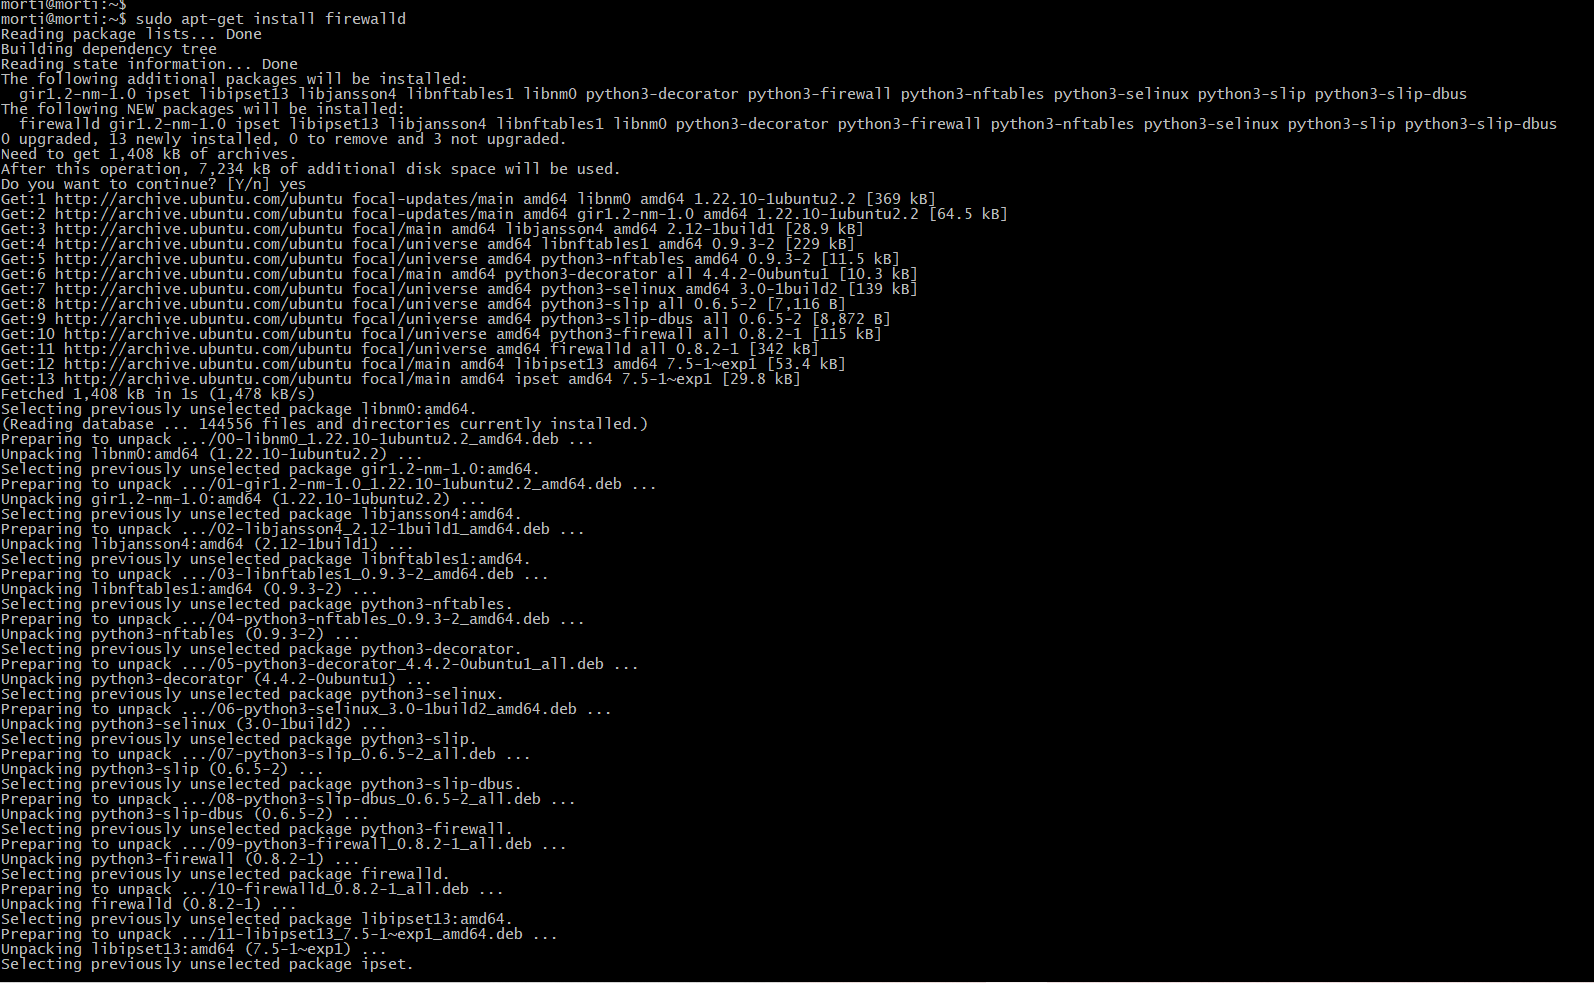 morti@morti:~$
morti@morti:~$ sudo apt-get install firewalld
Reading package lists... Done
Building dependency tree
Reading state information... Done
The following additional packages will be installed:
  gir1.2-nm-1.0 ipset libipset13 libjansson4 libnftables1 libnm0 python3-decorator python3-firewall python3-nftables python3-selinux python3-slip python3-slip-dbus
The following NEW packages will be installed:
  firewalld gir1.2-nm-1.0 ipset libipset13 libjansson4 libnftables1 libnm0 python3-decorator python3-firewall python3-nftables python3-selinux python3-slip python3-slip-dbus
0 upgraded, 13 newly installed, 0 to remove and 3 not upgraded.
Need to get 1,408 kB of archives.
After this operation, 7,234 kB of additional disk space will be used.
Do you want to continue? [Y/n] yes
Get:1 http://archive.ubuntu.com/ubuntu focal-updates/main amd64 libnm0 amd64 1.22.10-1ubuntu2.2 [369 kB]
Get:2 http://archive.ubuntu.com/ubuntu focal-updates/main amd64 gir1.2-nm-1.0 amd64 1.22.10-1ubuntu2.2 [64.5 kB]
Get:3 http://archive.ubuntu.com/ubuntu focal/main amd64 libjansson4 amd64 2.12-1build1 [28.9 kB]
Get:4 http://archive.ubuntu.com/ubuntu focal/universe amd64 libnftables1 amd64 0.9.3-2 [229 kB]
Get:5 http://archive.ubuntu.com/ubuntu focal/universe amd64 python3-nftables amd64 0.9.3-2 [11.5 kB]
Get:6 http://archive.ubuntu.com/ubuntu focal/main amd64 python3-decorator all 4.4.2-0ubuntu1 [10.3 kB]
Get:7 http://archive.ubuntu.com/ubuntu focal/universe amd64 python3-selinux amd64 3.0-1build2 [139 kB]
Get:8 http://archive.ubuntu.com/ubuntu focal/universe amd64 python3-slip all 0.6.5-2 [7,116 B]
Get:9 http://archive.ubuntu.com/ubuntu focal/universe amd64 python3-slip-dbus all 0.6.5-2 [8,872 B]
Get:10 http://archive.ubuntu.com/ubuntu focal/universe amd64 python3-firewall all 0.8.2-1 [115 kB]
Get:11 http://archive.ubuntu.com/ubuntu focal/universe amd64 firewalld all 0.8.2-1 [342 kB]
Get:12 http://archive.ubuntu.com/ubuntu focal/main amd64 libipset13 amd64 7.5-1~exp1 [53.4 kB]
Get:13 http://archive.ubuntu.com/ubuntu focal/main amd64 ipset amd64 7.5-1~exp1 [29.8 kB]
Fetched 1,408 kB in 1s (1,478 kB/s)
Selecting previously unselected package libnm0:amd64.
(Reading database ... 144556 files and directories currently installed.)
Preparing to unpack .../00-libnm0_1.22.10-1ubuntu2.2_amd64.deb ...
Unpacking libnm0:amd64 (1.22.10-1ubuntu2.2) ...
Selecting previously unselected package gir1.2-nm-1.0:amd64.
Preparing to unpack .../01-gir1.2-nm-1.0_1.22.10-1ubuntu2.2_amd64.deb ...
Unpacking gir1.2-nm-1.0:amd64 (1.22.10-1ubuntu2.2) ...
Selecting previously unselected package libjansson4:amd64.
Preparing to unpack .../02-libjansson4_2.12-1build1_amd64.deb ...
Unpacking libjansson4:amd64 (2.12-1build1) ...
Selecting previously unselected package libnftables1:amd64.
Preparing to unpack .../03-libnftables1_0.9.3-2_amd64.deb ...
Unpacking libnftables1:amd64 (0.9.3-2) ...
Selecting previously unselected package python3-nftables.
Preparing to unpack .../04-python3-nftables_0.9.3-2_amd64.deb ...
Unpacking python3-nftables (0.9.3-2) ...
Selecting previously unselected package python3-decorator.
Preparing to unpack .../05-python3-decorator_4.4.2-0ubuntu1_all.deb ...
Unpacking python3-decorator (4.4.2-0ubuntu1) ...
Selecting previously unselected package python3-selinux.
Preparing to unpack .../06-python3-selinux_3.0-1build2_amd64.deb ...
Unpacking python3-selinux (3.0-1build2) ...
Selecting previously unselected package python3-slip.
Preparing to unpack .../07-python3-slip_0.6.5-2_all.deb ...
Unpacking python3-slip (0.6.5-2) ...
Selecting previously unselected package python3-slip-dbus.
Preparing to unpack .../08-python3-slip-dbus_0.6.5-2_all.deb ...
Unpacking python3-slip-dbus (0.6.5-2) ...
Selecting previously unselected package python3-firewall.
Preparing to unpack .../09-python3-firewall_0.8.2-1_all.deb ...
Unpacking python3-firewall (0.8.2-1) ...
Selecting previously unselected package firewalld.
Preparing to unpack .../10-firewalld_0.8.2-1_all.deb ...
Unpacking firewalld (0.8.2-1) ...
Selecting previously unselected package libipset13:amd64.
Preparing to unpack .../11-libipset13_7.5-1~exp1_amd64.deb ...
Unpacking libipset13:amd64 (7.5-1~exp1) ...
Selecting previously unselected package ipset.